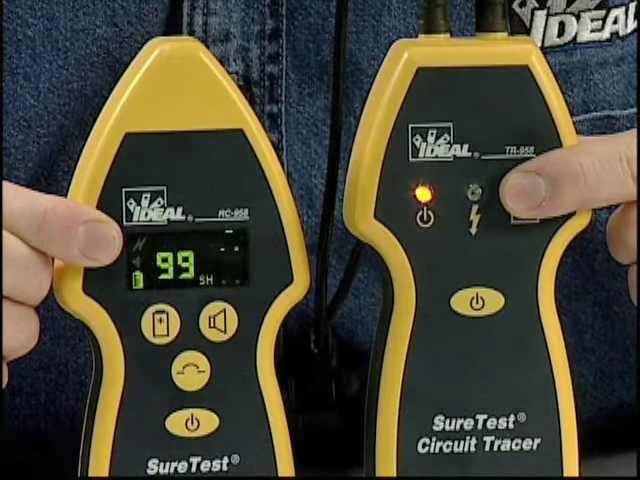 IDEAL
IDEAL® RC-958
99
SH
SureTest®
IDEAL® TR-958
SureTest®
Circuit Tracer